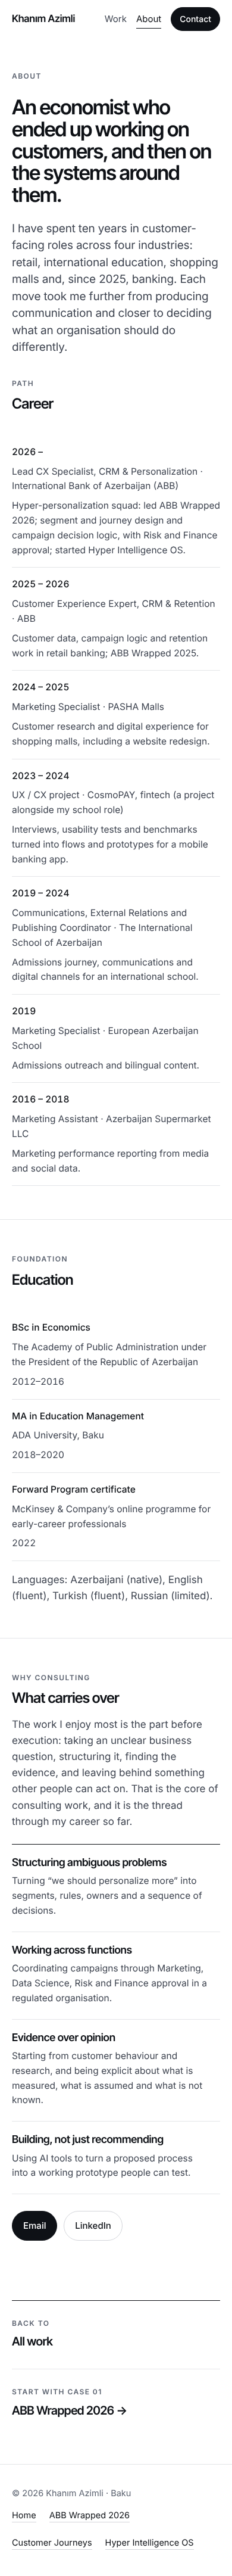 Khanım Azimli
Work About Contact
ABOUT
An economist who
ended up working on
customers, and then on
the systems around
them.
I have spent ten years in customer-
facing roles across four industries:
retail, international education, shopping
malls and, since 2025, banking. Each
move took me further from producing
communication and closer to deciding
what an organisation should do
differently.
PATH
Career
2026 –
Lead CX Specialist, CRM & Personalization ·
International Bank of Azerbaijan (ABB)
Hyper-personalization squad: led ABB Wrapped
2026; segment and journey design and
campaign decision logic, with Risk and Finance
approval; started Hyper Intelligence OS.
2025 – 2026
Customer Experience Expert, CRM & Retention
· ABB
Customer data, campaign logic and retention
work in retail banking; ABB Wrapped 2025.
2024 – 2025
Marketing Specialist · PASHA Malls
Customer research and digital experience for
shopping malls, including a website redesign.
2023 – 2024
UX / CX project · CosmoPAY, fintech (a project
alongside my school role)
Interviews, usability tests and benchmarks
turned into flows and prototypes for a mobile
banking app.
2019 – 2024
Communications, External Relations and
Publishing Coordinator · The International
School of Azerbaijan
Admissions journey, communications and
digital channels for an international school.
2019
Marketing Specialist · European Azerbaijan
School
Admissions outreach and bilingual content.
2016 – 2018
Marketing Assistant · Azerbaijan Supermarket
LLC
Marketing performance reporting from media
and social data.
FOUNDATION
Education
BSc in Economics
The Academy of Public Administration under
the President of the Republic of Azerbaijan
2012–2016
MA in Education Management
ADA University, Baku
2018–2020
Forward Program certificate
McKinsey & Company's online programme for
early-career professionals
2022
Languages: Azerbaijani (native), English
(fluent), Turkish (fluent), Russian (limited).
WHY CONSULTING
What carries over
The work I enjoy most is the part before
execution: taking an unclear business
question, structuring it, finding the
evidence, and leaving behind something
other people can act on. That is the core of
consulting work, and it is the thread
through my career so far.
Structuring ambiguous problems
Turning “we should personalize more” into
segments, rules, owners and a sequence of
decisions.
Working across functions
Coordinating campaigns through Marketing,
Data Science, Risk and Finance approval in a
regulated organisation.
Evidence over opinion
Starting from customer behaviour and
research, and being explicit about what is
measured, what is assumed and what is not
known.
Building, not just recommending
Using AI tools to turn a proposed process
into a working prototype people can test.
Email LinkedIn
BACK TO
All work
START WITH CASE 01
ABB Wrapped 2026 →
© 2026 Khanım Azimli · Baku
Home ABB Wrapped 2026
Customer Journeys Hyper Intelligence OS